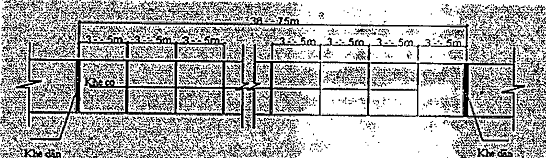 36 -:- 75m
3 -:- 5m 3 -:- 5m 3 -:- 5m 3 -:- 5m 3 -:- 5m 3 -:- 5m 3 -:- 5m
Khe co
Khe dãn Khe dãn